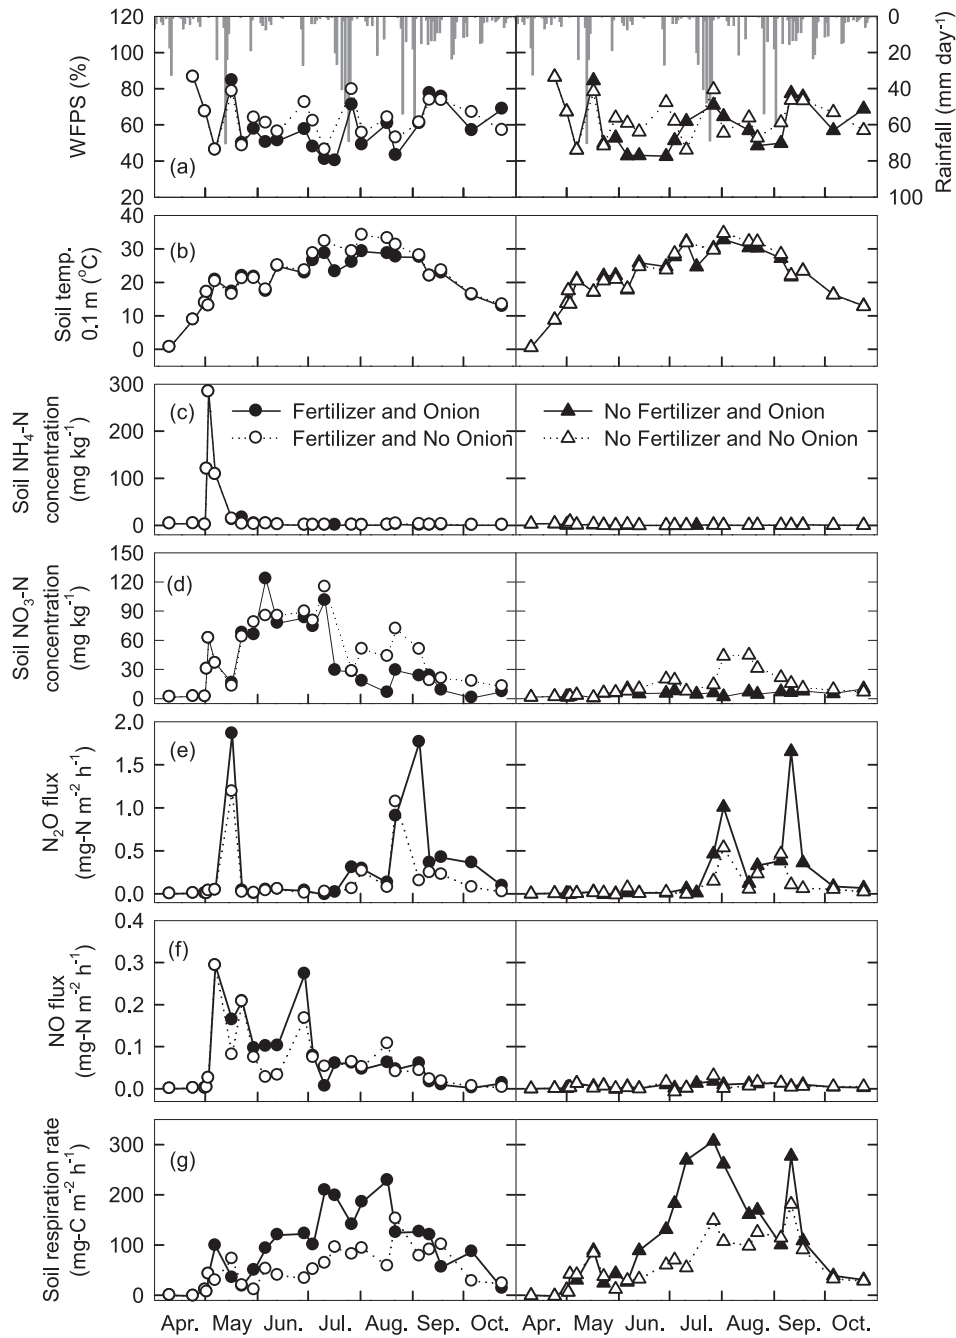 120
100
80
60
40
20
WFPS (%)
(a)
0
20
40
60
80
100
Rainfall (mm day⁻¹)
40
30
20
10
0
Soil temp.
0.1 m (°C)
(b)
300
200
100
0
Soil NH₄-N
concentration
(mg kg⁻¹)
(c)
Fertilizer and Onion
Fertilizer and No Onion
No Fertilizer and Onion
No Fertilizer and No Onion
150
120
90
60
30
0
Soil NO₃-N
concentration
(mg kg⁻¹)
(d)
2.0
1.5
1.0
0.5
0.0
N₂O flux
(mg-N m⁻² h⁻¹)
(e)
0.4
0.3
0.2
0.1
0.0
NO flux
(mg-N m⁻² h⁻¹)
(f)
300
200
100
0
Soil respiration rate
(mg-C m⁻² h⁻¹)
(g)
Apr. May Jun. Jul. Aug. Sep. Oct. Apr. May Jun. Jul. Aug. Sep. Oct.